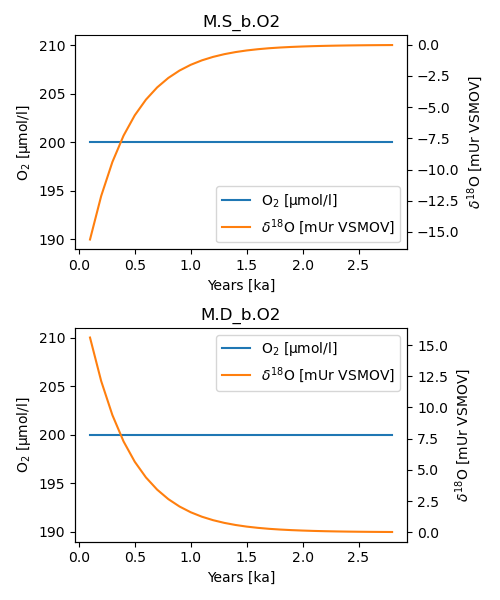 M.S_b.O2
210
205
200
195
190
O₂ [µmol/l]
0.0
−2.5
−5.0
−7.5
−10.0
−12.5
−15.0
δ¹⁸O [mUr VSMOV]
O₂ [µmol/l]
δ¹⁸O [mUr VSMOV]
0.0 0.5 1.0 1.5 2.0 2.5
Years [ka]
M.D_b.O2
210
205
200
195
190
O₂ [µmol/l]
15.0
12.5
10.0
7.5
5.0
2.5
0.0
δ¹⁸O [mUr VSMOV]
O₂ [µmol/l]
δ¹⁸O [mUr VSMOV]
0.0 0.5 1.0 1.5 2.0 2.5
Years [ka]